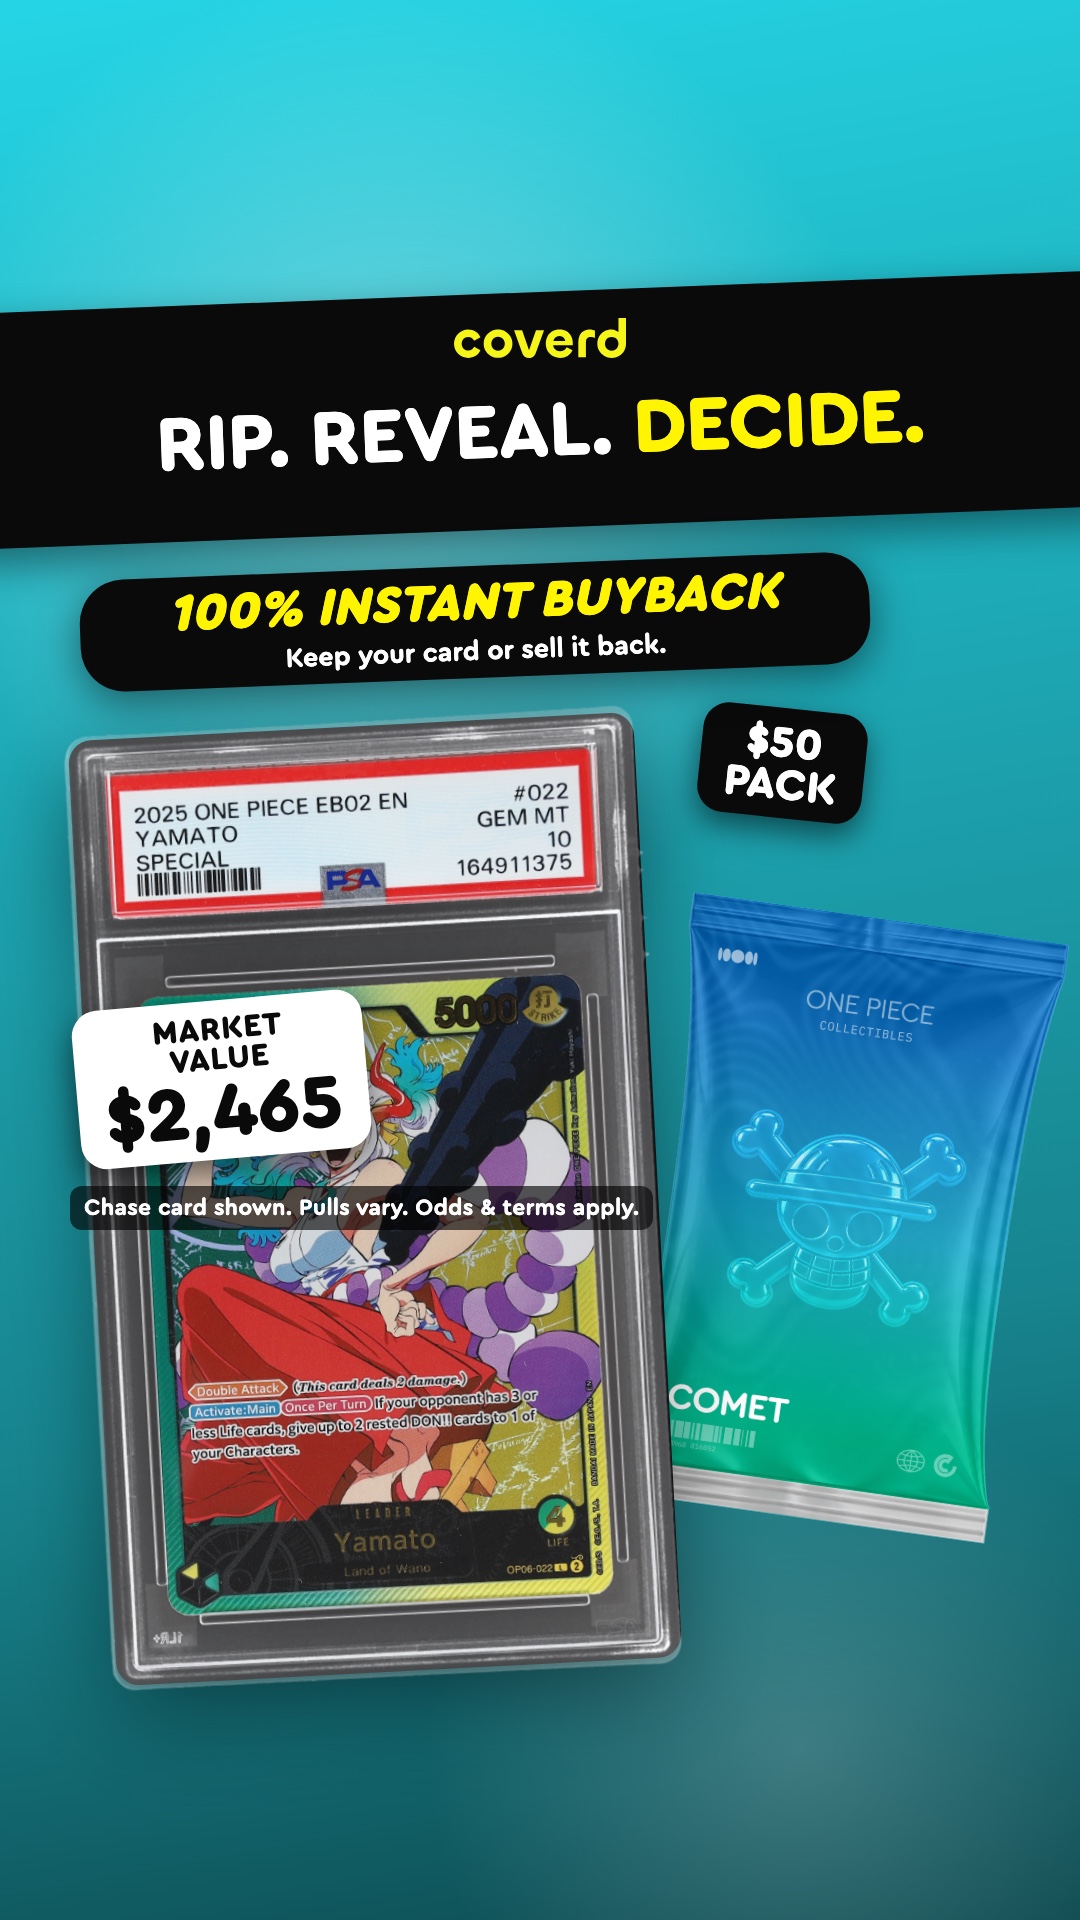 coverd
RIP. REVEAL. DECIDE.
100% INSTANT BUYBACK
Keep your card or sell it back.
$50
PACK
2025 ONE PIECE EB02 EN
YAMATO
SPECIAL
#022
GEM MT
10
164911375
PSA
5000
STRIKE
MARKET
VALUE
$2,465
Chase card shown. Pulls vary. Odds & terms apply.
Double Attack (This card deals 2 damage.)
Activate:Main Once Per Turn If your opponent has 3 or
less Life cards, give up to 2 rested DON!! cards to 1 of
your Characters.
LEADER
Yamato
Land of Wano
4
LIFE
OP06-022 L 2
ONE PIECE
COLLECTIBLES
COMET